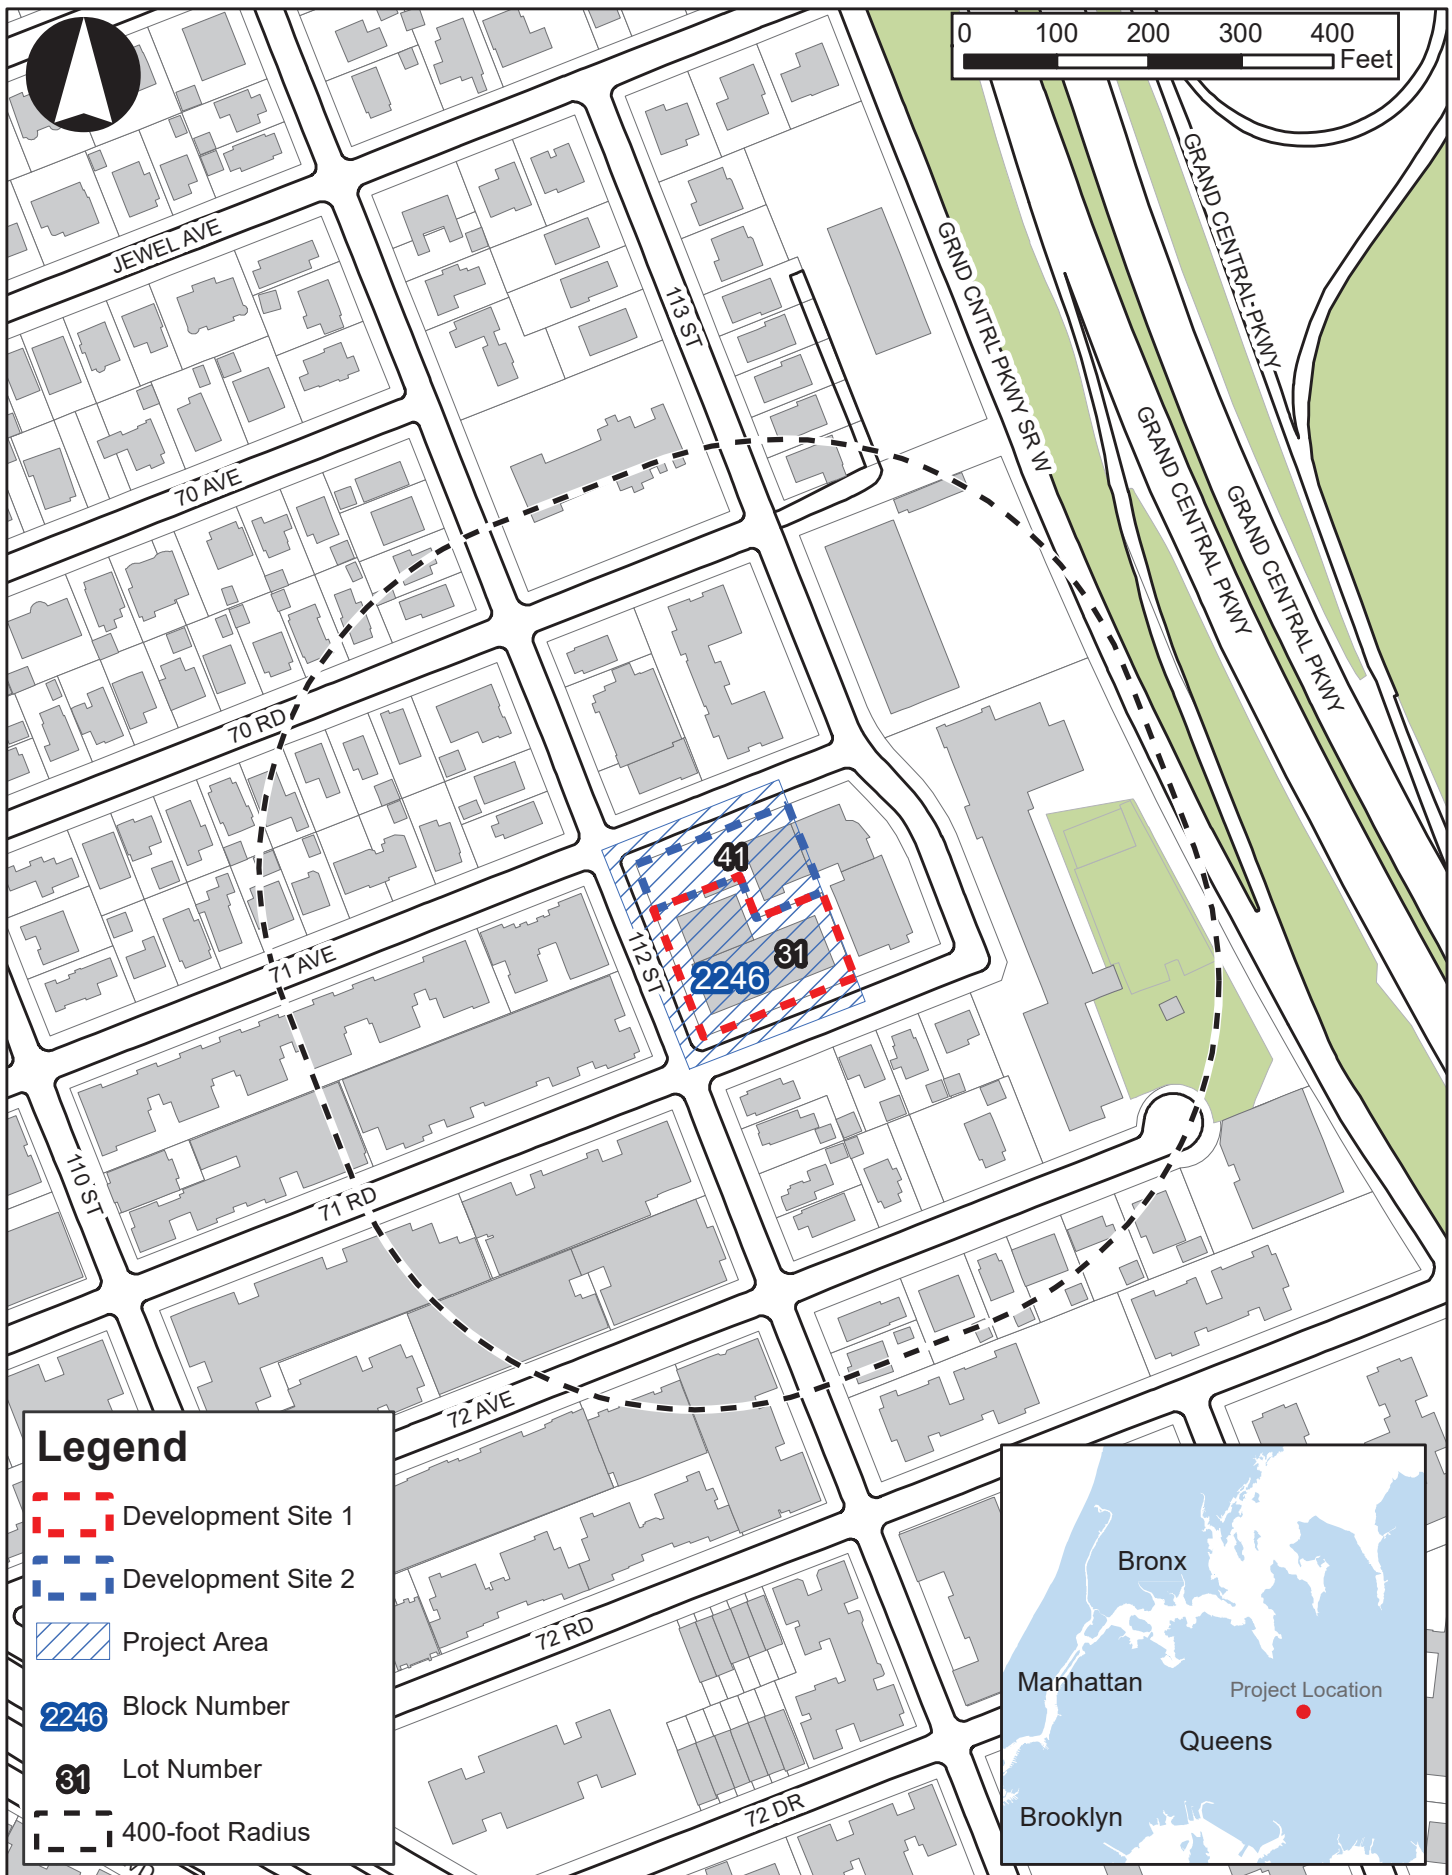 0 100 200 300 400
Feet
JEWEL AVE
113 ST
GRND CNTRL PKWY SR W
GRAND CENTRAL PKWY
GRAND CENTRAL PKWY
GRAND CENTRAL PKWY
70 AVE
70 RD
71 AVE
112 ST
41
31
2246
110 ST
71 RD
72 AVE
72 RD
72 DR
Legend
Development Site 1
Development Site 2
Project Area
2246 Block Number
31 Lot Number
400-foot Radius
Bronx
Manhattan
Project Location
Queens
Brooklyn